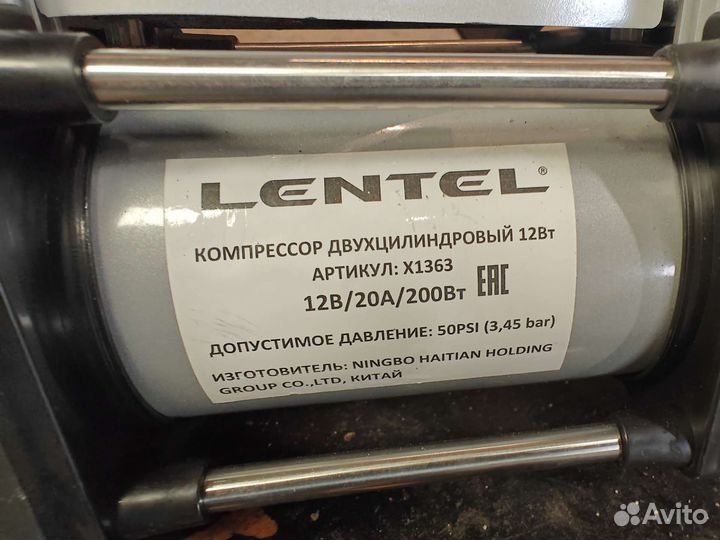 LENTEL®
КОМПРЕССОР ДВУХЦИЛИНДРОВЫЙ 12Вт
АРТИКУЛ: X1363
12В/20А/200Вт EAC
ДОПУСТИМОЕ ДАВЛЕНИЕ: 50PSI (3,45 bar)
ИЗГОТОВИТЕЛЬ: NINGBO HAITIAN HOLDING
GROUP CO.,LTD, КИТАЙ
Avito